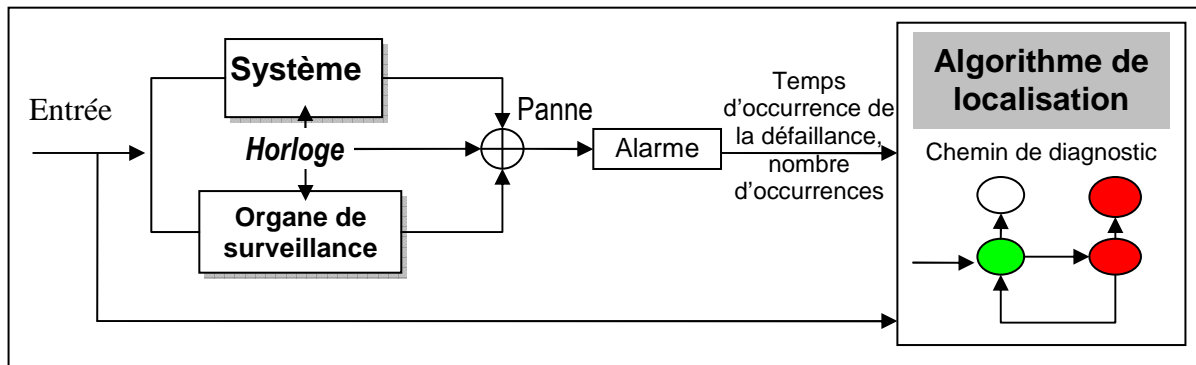 Entrée
Système
Horloge
Organe de
surveillance
Panne
Alarme
Temps
d'occurrence de
la défaillance,
nombre
d'occurrences
Algorithme de
localisation
Chemin de diagnostic